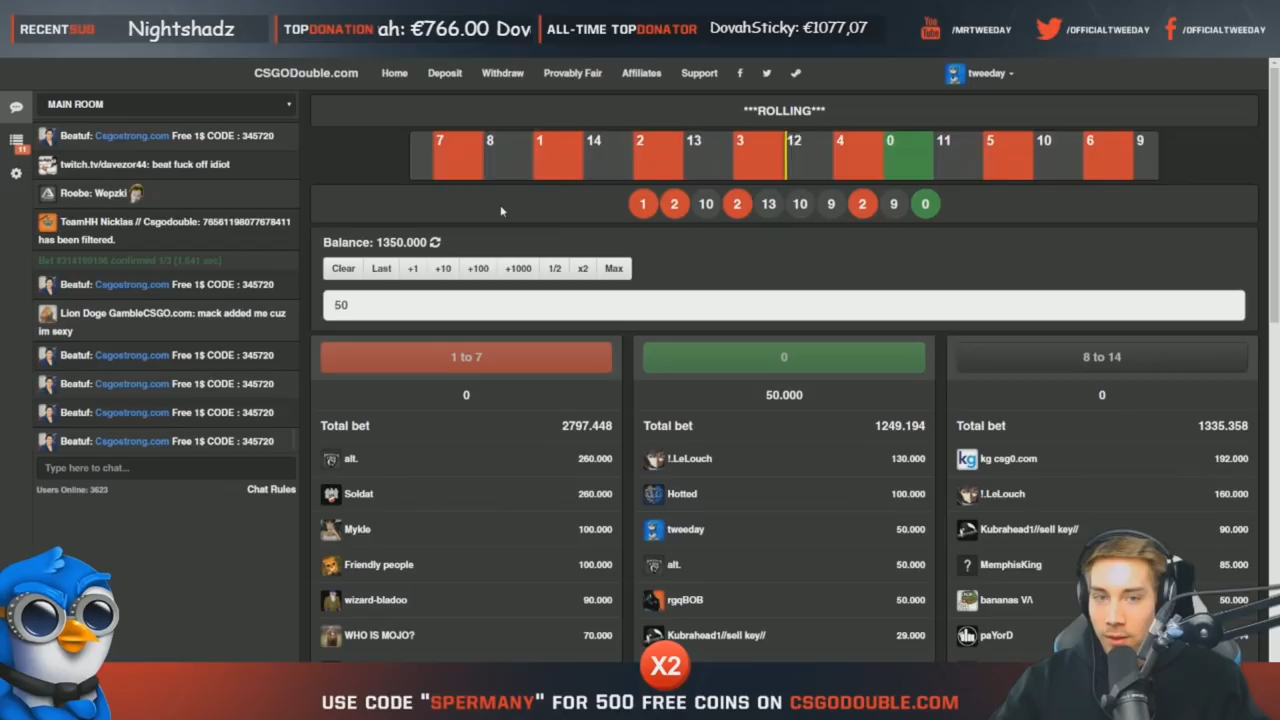 RECENTSUB Nightshadz TOPDONATION ah: €766.00 Dov ALL-TIME TOPDONATOR DovahSticky: €1077,07 You Tube /MRTWEEDAY /OFFICIALTWEEDAY /OFFICIALTWEEDAY
CSGODouble.com Home Deposit Withdraw Provably Fair Affiliates Support tweeday
MAIN ROOM
11
Beatuf: Csgostrong.com Free 1$ CODE : 345720
twitch.tv/davezor44: beat fuck off idiot
Roebe: Wepzki
TeamHH Nicklas // Csgodouble: 76561198077678411
has been filtered.
Bet #314199196 confirmed 1/3 (1.641 sec)
Beatuf: Csgostrong.com Free 1$ CODE : 345720
Lion Doge GambleCSGO.com: mack added me cuz
im sexy
Beatuf: Csgostrong.com Free 1$ CODE : 345720
Beatuf: Csgostrong.com Free 1$ CODE : 345720
Beatuf: Csgostrong.com Free 1$ CODE : 345720
Beatuf: Csgostrong.com Free 1$ CODE : 345720
Type here to chat...
Users Online: 3623 Chat Rules
***ROLLING***
7 8 1 14 2 13 3 12 4 0 11 5 10 6 9
1 2 10 2 13 10 9 2 9 0
Balance: 1350.000
Clear Last +1 +10 +100 +1000 1/2 x2 Max
50
1 to 7 0 8 to 14
0 50.000 0
Total bet 2797.448 Total bet 1249.194 Total bet 1335.358
alt. 260.000 !.LeLouch 130.000 kg csg0.com 192.000
Soldat 260.000 Hotted 100.000 !.LeLouch 160.000
Mykle 100.000 tweeday 50.000 Kubrahead1//sell key// 90.000
Friendly people 100.000 alt. 50.000 MemphisKing 85.000
wizard-bladoo 90.000 rgqBOB 50.000 bananas V/\ 50.000
WHO IS MOJO? 70.000 Kubrahead1//sell key// 29.000 paYorD
X2
USE CODE "SPERMANY" FOR 500 FREE COINS ON CSGODOUBLE.COM